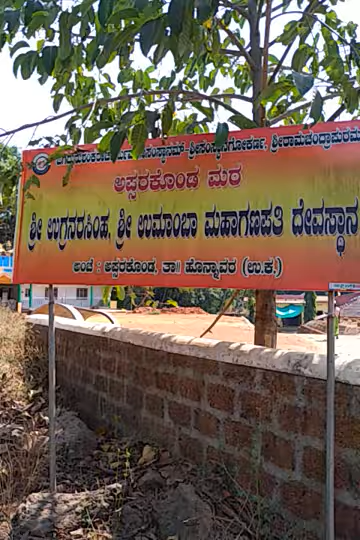 ಅಪ್ಸರಕೊಂಡ ಮಠ
ಶ್ರೀ ಉಗ್ರನರಸಿಂಹ, ಶ್ರೀ ಉಮಾಂಬಾ ಮಹಾಗಣಪತಿ ದೇವಸ್ಥಾನ
ಅಂಚೆ : ಅಪ್ಸರಕೊಂಡ, ತಾ॥ ಹೊನ್ನಾವರ (ಉ.ಕ.)